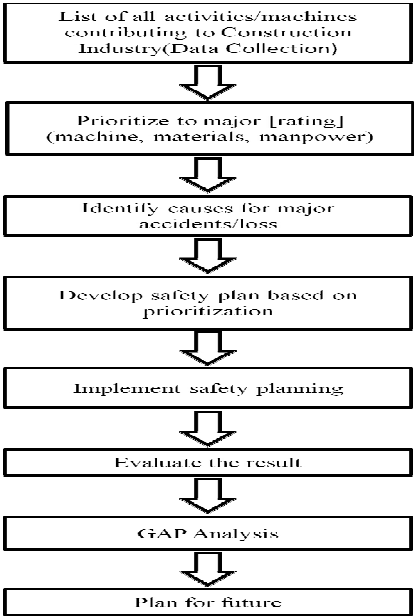 List of all activities/machines
contributing to Construction
Industry(Data Collection)
Prioritize to major [rating]
(machine, materials, manpower)
Identify causes for major
accidents/loss
Develop safety plan based on
prioritization
Implement safety planning
Evaluate the result
GAP Analysis
Plan for future